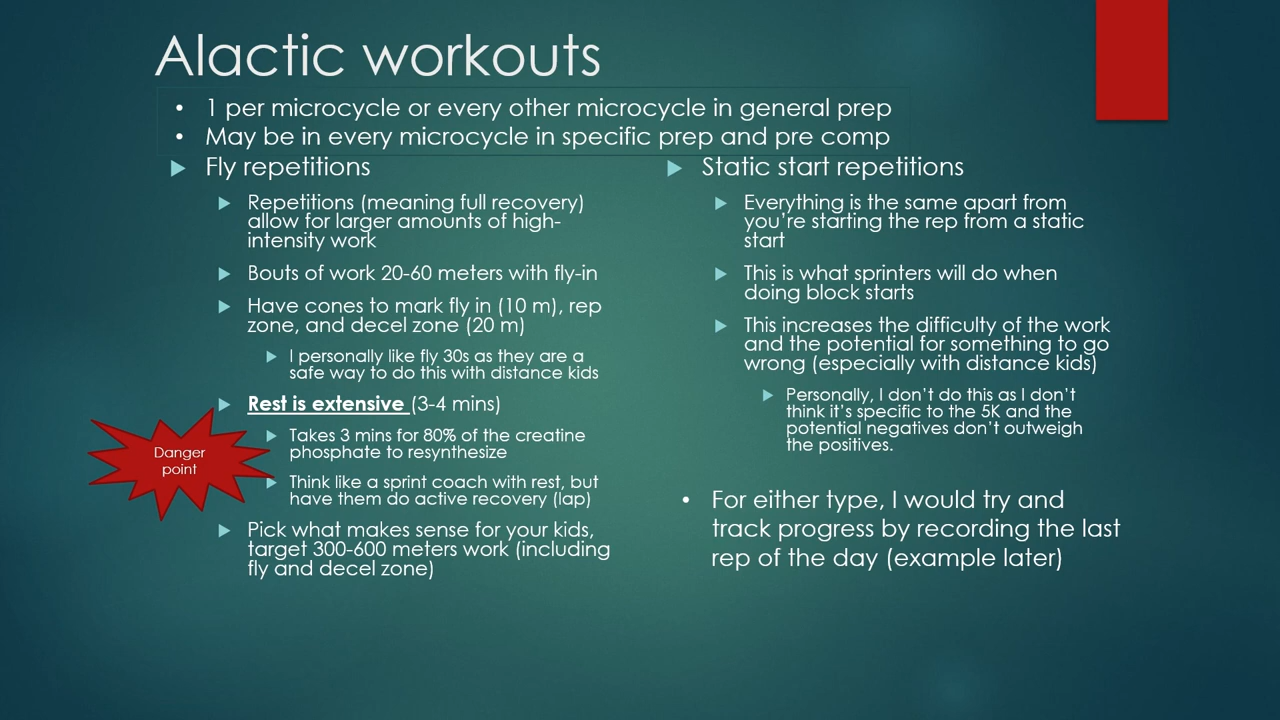 Alactic workouts
• 1 per microcycle or every other microcycle in general prep
• May be in every microcycle in specific prep and pre comp
Fly repetitions
Repetitions (meaning full recovery)
allow for larger amounts of high-
intensity work
Bouts of work 20-60 meters with fly-in
Have cones to mark fly in (10 m), rep
zone, and decel zone (20 m)
I personally like fly 30s as they are a
safe way to do this with distance kids
Rest is extensive (3-4 mins)
Takes 3 mins for 80% of the creatine
phosphate to resynthesize
Think like a sprint coach with rest, but
have them do active recovery (lap)
Danger
point
Pick what makes sense for your kids,
target 300-600 meters work (including
fly and decel zone)
Static start repetitions
Everything is the same apart from
you're starting the rep from a static
start
This is what sprinters will do when
doing block starts
This increases the difficulty of the work
and the potential for something to go
wrong (especially with distance kids)
Personally, I don't do this as I don't
think it's specific to the 5K and the
potential negatives don't outweigh
the positives.
• For either type, I would try and
track progress by recording the last
rep of the day (example later)